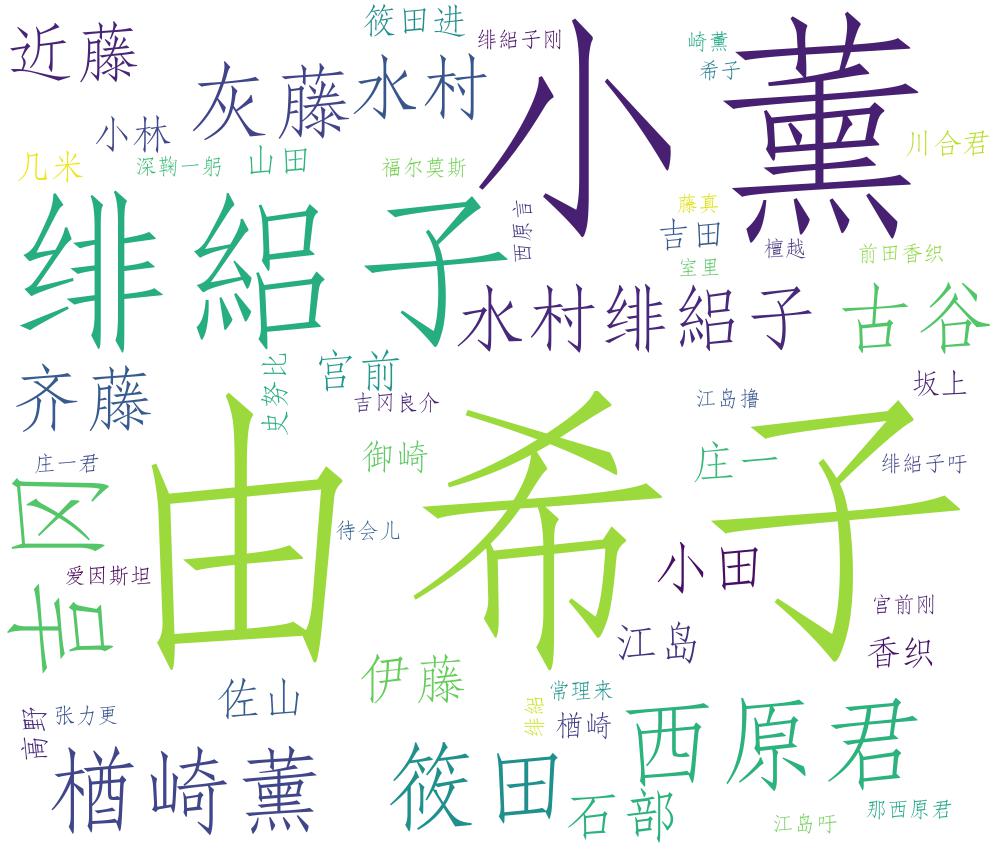 近藤
筱田进
绯絽子刚
小薰
崎薰
希子
灰藤
水村
小林
川合君
几米
深鞠一躬
山田
福尔莫斯
绯絽子
西原言
藤真
吉田
檀越
室里
前田香织
水村绯絽子
古谷
齐藤
史努比
宫前
吉冈良介
江岛撸
坂上
由希子
御崎
庄一
庄一君
绯絽子吁
吉冈
待会儿
爱因斯坦
小田
宫前刚
江岛
香织
伊藤
佐山
常理来
绯絽
楢崎
西原君
高野
张力更
楢崎薰
筱田
石部
那西原君
江岛吁